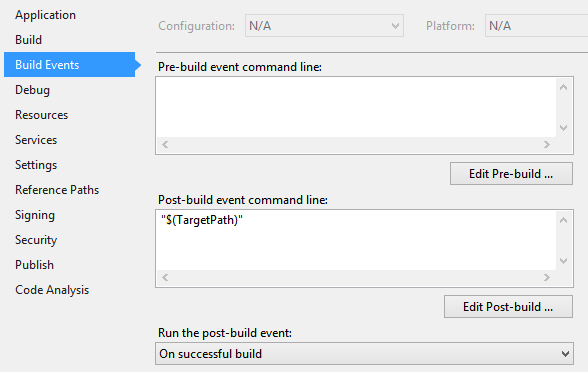 Application
Build
Build Events
Debug
Resources
Services
Settings
Reference Paths
Signing
Security
Publish
Code Analysis
Configuration: N/A Platform: N/A
Pre-build event command line:
Edit Pre-build ...
Post-build event command line:
"$(TargetPath)"
Edit Post-build ...
Run the post-build event:
On successful build